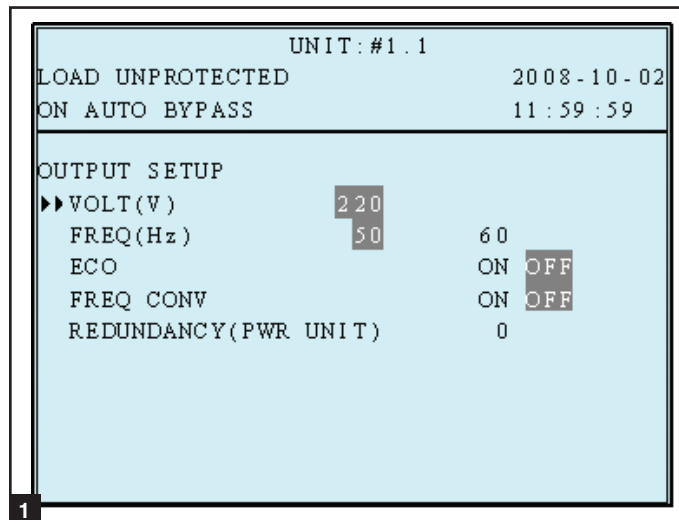 UNIT:#1.1
LOAD UNPROTECTED 2008-10-02
ON AUTO BYPASS 11:59:59
OUTPUT SETUP
▶▶VOLT(V) 220
FREQ(Hz) 50 60
ECO ON OFF
FREQ CONV ON OFF
REDUNDANCY(PWR UNIT) 0
1